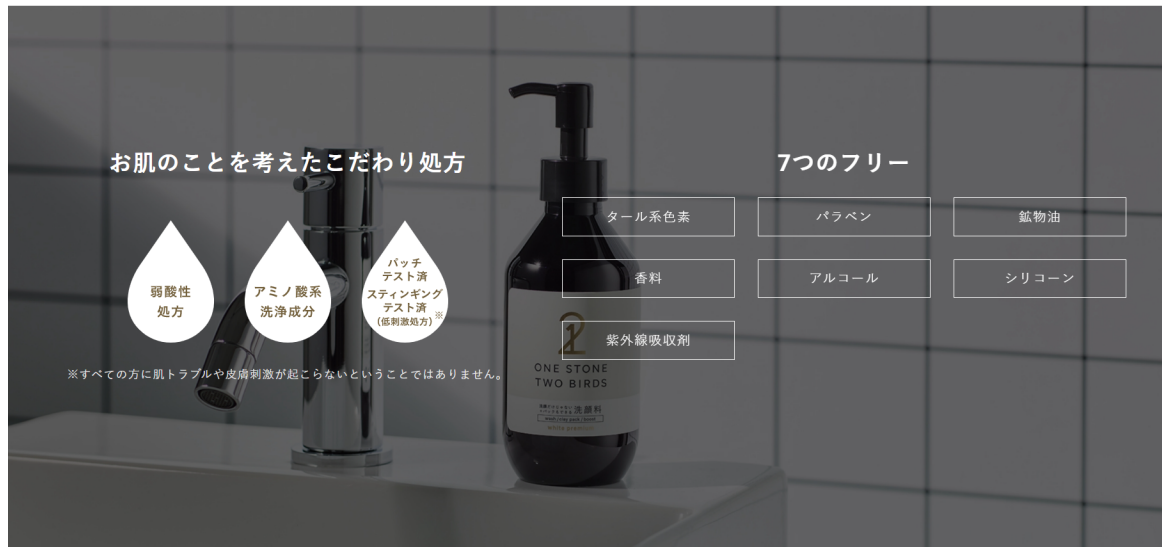 お肌のことを考えたこだわり処方
弱酸性
処方
アミノ酸系
洗浄成分
パッチ
テスト済
スティンギング
テスト済
(低刺激処方)※
※すべての方に肌トラブルや皮膚刺激が起こらないということではありません。
7つのフリー
タール系色素
パラベン
鉱物油
香料
アルコール
シリコーン
紫外線吸収剤
21
ONE STONE
TWO BIRDS
洗顔料